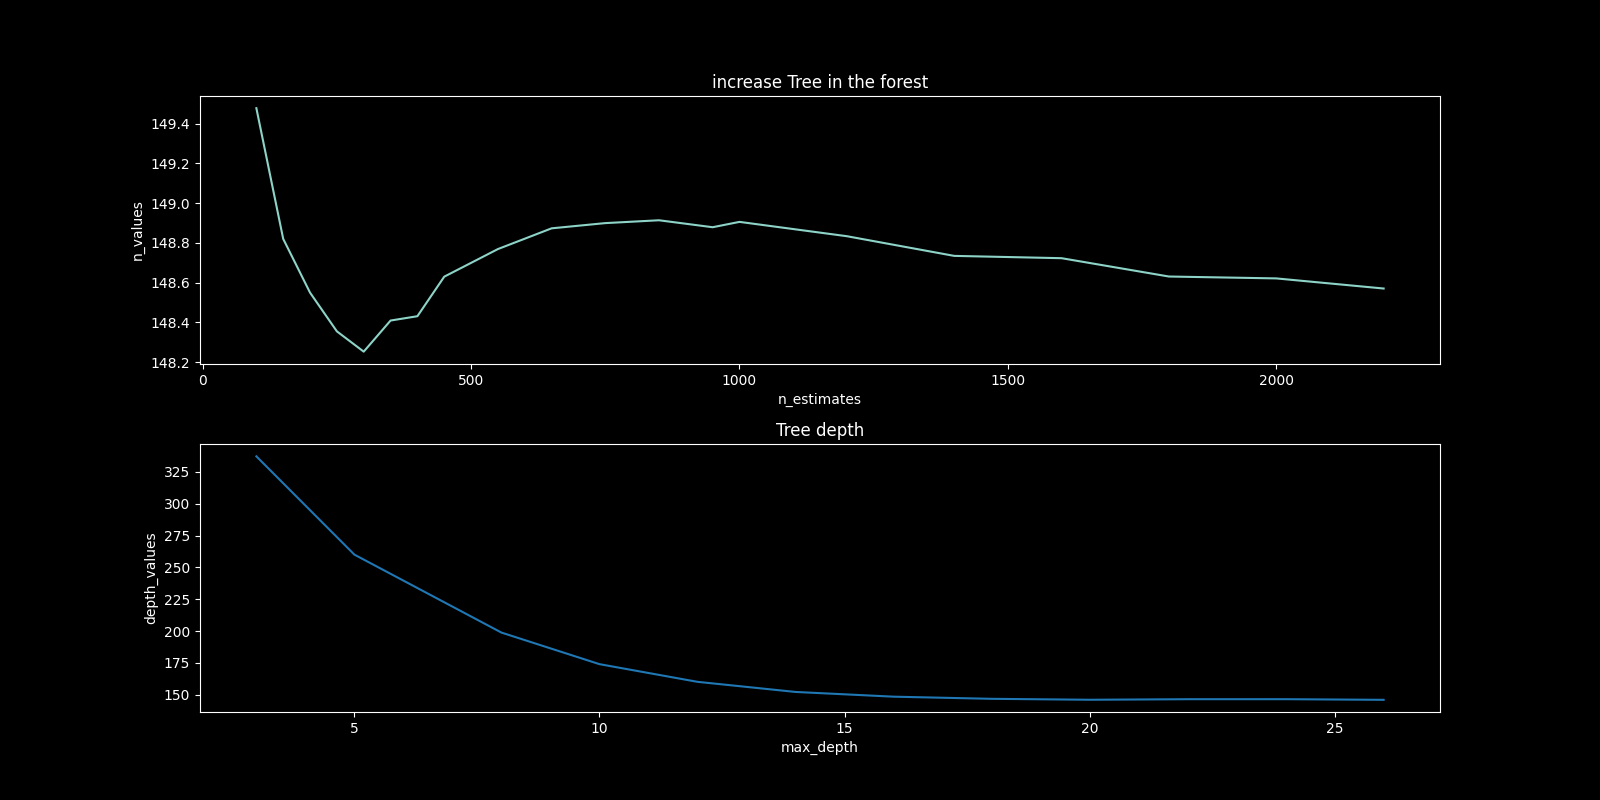 increase Tree in the forest
n_values
149.4
149.2
149.0
148.8
148.6
148.4
148.2
0 500 1000 1500 2000
n_estimates
Tree depth
depth_values
325
300
275
250
225
200
175
150
5 10 15 20 25
max_depth